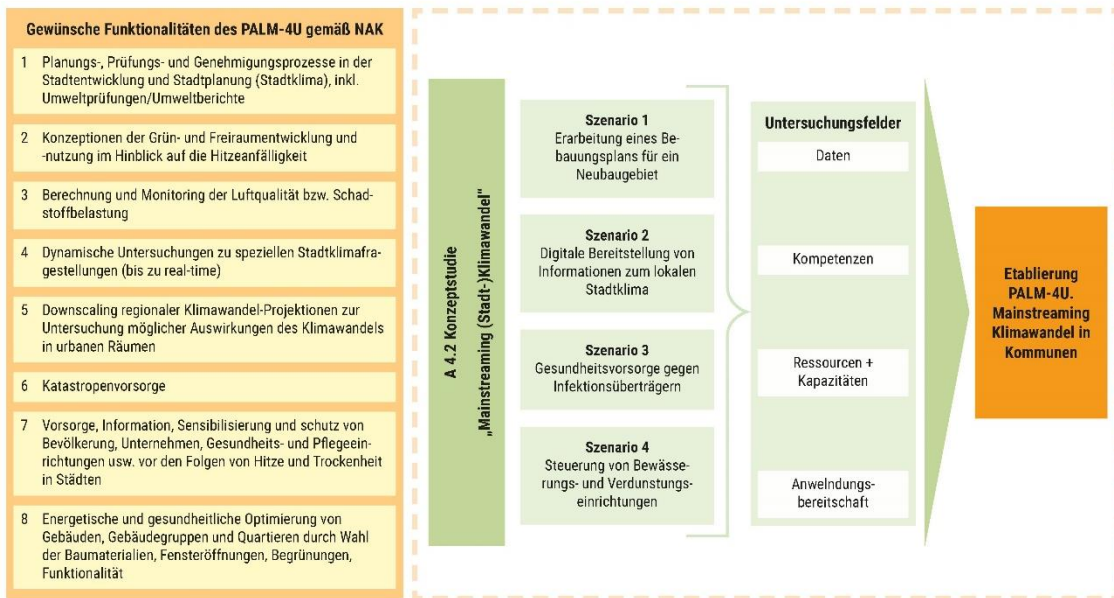 Gewünsche Funktionalitäten des PALM-4U gemäß NAK
1 Planungs-, Prüfungs- und Genehmigungsprozesse in der
Stadtentwicklung und Stadtplanung (Stadtklima), inkl.
Umweltprüfungen/Umweltberichte
2 Konzeptionen der Grün- und Freiraumentwicklung und
-nutzung im Hinblick auf die Hitzeanfälligkeit
3 Berechnung und Monitoring der Luftqualität bzw. Schad-
stoffbelastung
4 Dynamische Untersuchungen zu speziellen Stadtklimafra-
gestellungen (bis zu real-time)
5 Downscaling regionaler Klimawandel-Projektionen zur
Untersuchung möglicher Auswirkungen des Klimawandels
in urbanen Räumen
6 Katastropenvorsorge
7 Vorsorge, Information, Sensibilisierung und schutz von
Bevölkerung, Unternehmen, Gesundheits- und Pflegeein-
richtungen usw. vor den Folgen von Hitze und Trockenheit
in Städten
8 Energetische und gesundheitliche Optimierung von
Gebäuden, Gebäudegruppen und Quartieren durch Wahl
der Baumaterialien, Fensteröffnungen, Begrünungen,
Funktionalität
A 4.2 Konzeptstudie
„Mainstreaming (Stadt-)Klimawandel"
Szenario 1
Erarbeitung eines Be-
bauungsplans für ein
Neubaugebiet
Szenario 2
Digitale Bereitstellung von
Informationen zum lokalen
Stadtklima
Szenario 3
Gesundheitsvorsorge gegen
Infektionsüberträgern
Szenario 4
Steuerung von Bewässe-
rungs- und Verdunstungs-
einrichtungen
Untersuchungsfelder
Daten
Kompetenzen
Ressourcen +
Kapazitäten
Anwelndungs-
bereitschaft
Etablierung
PALM-4U.
Mainstreaming
Klimawandel in
Kommunen